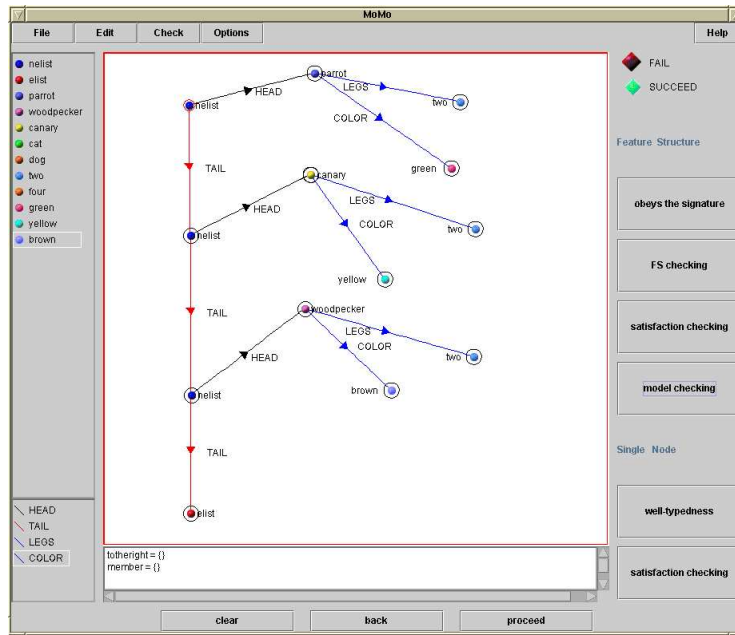 MoMo
File Edit Check Options Help
nelist
elist
parrot
woodpecker
canary
cat
dog
two
four
green
yellow
brown
HEAD
TAIL
LEGS
COLOR
parrot
HEAD
LEGS
two
nelist
COLOR
TAIL
green
canary
LEGS
HEAD
COLOR
two
nelist
yellow
woodpecker
TAIL
LEGS
COLOR
HEAD
two
brown
nelist
TAIL
elist
totheright = {}
member = {}
FAIL
SUCCEED
Feature Structure
obeys the signature
FS checking
satisfaction checking
model checking
Single Node
well-typedness
satisfaction checking
clear back proceed